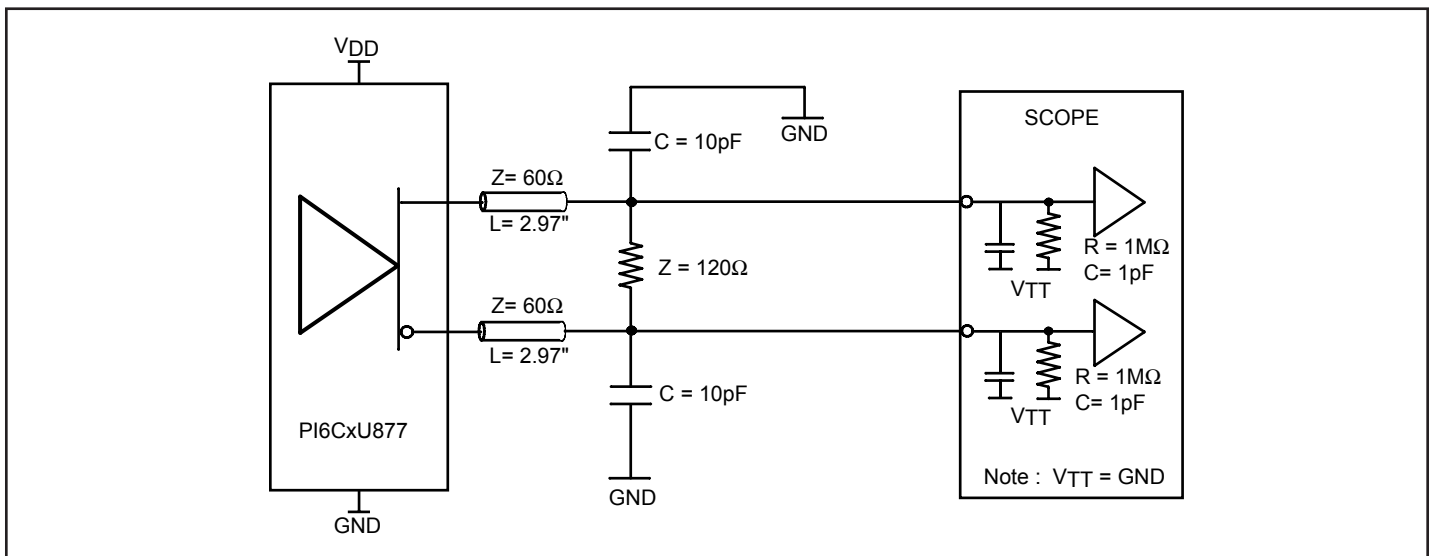 VDD
PI6CxU877
GND
Z= 60Ω
L= 2.97"
Z= 60Ω
L= 2.97"
C = 10pF
GND
Z = 120Ω
C = 10pF
GND
SCOPE
R = 1MΩ
C= 1pF
VTT
R = 1MΩ
C= 1pF
VTT
Note : VTT = GND